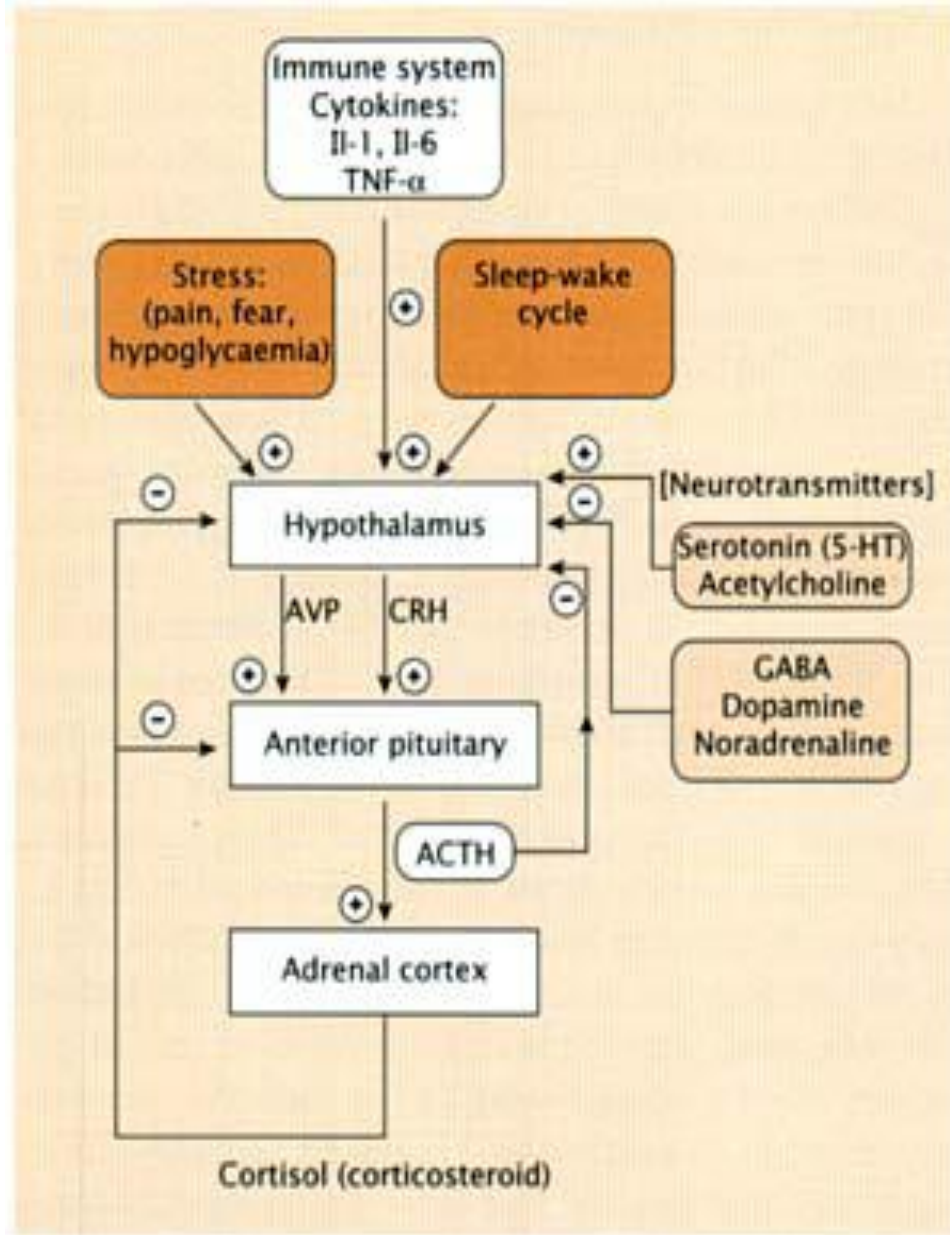 Immune system
Cytokines:
Il-1, Il-6
TNF-α
Stress:
(pain, fear,
hypoglycaemia)
Sleep-wake
cycle
+
+
+
+
[Neurotransmitters]
−
−
Hypothalamus
Serotonin (5-HT)
Acetylcholine
−
AVP
CRH
+
+
GABA
Dopamine
Noradrenaline
−
Anterior pituitary
ACTH
+
Adrenal cortex
Cortisol (corticosteroid)